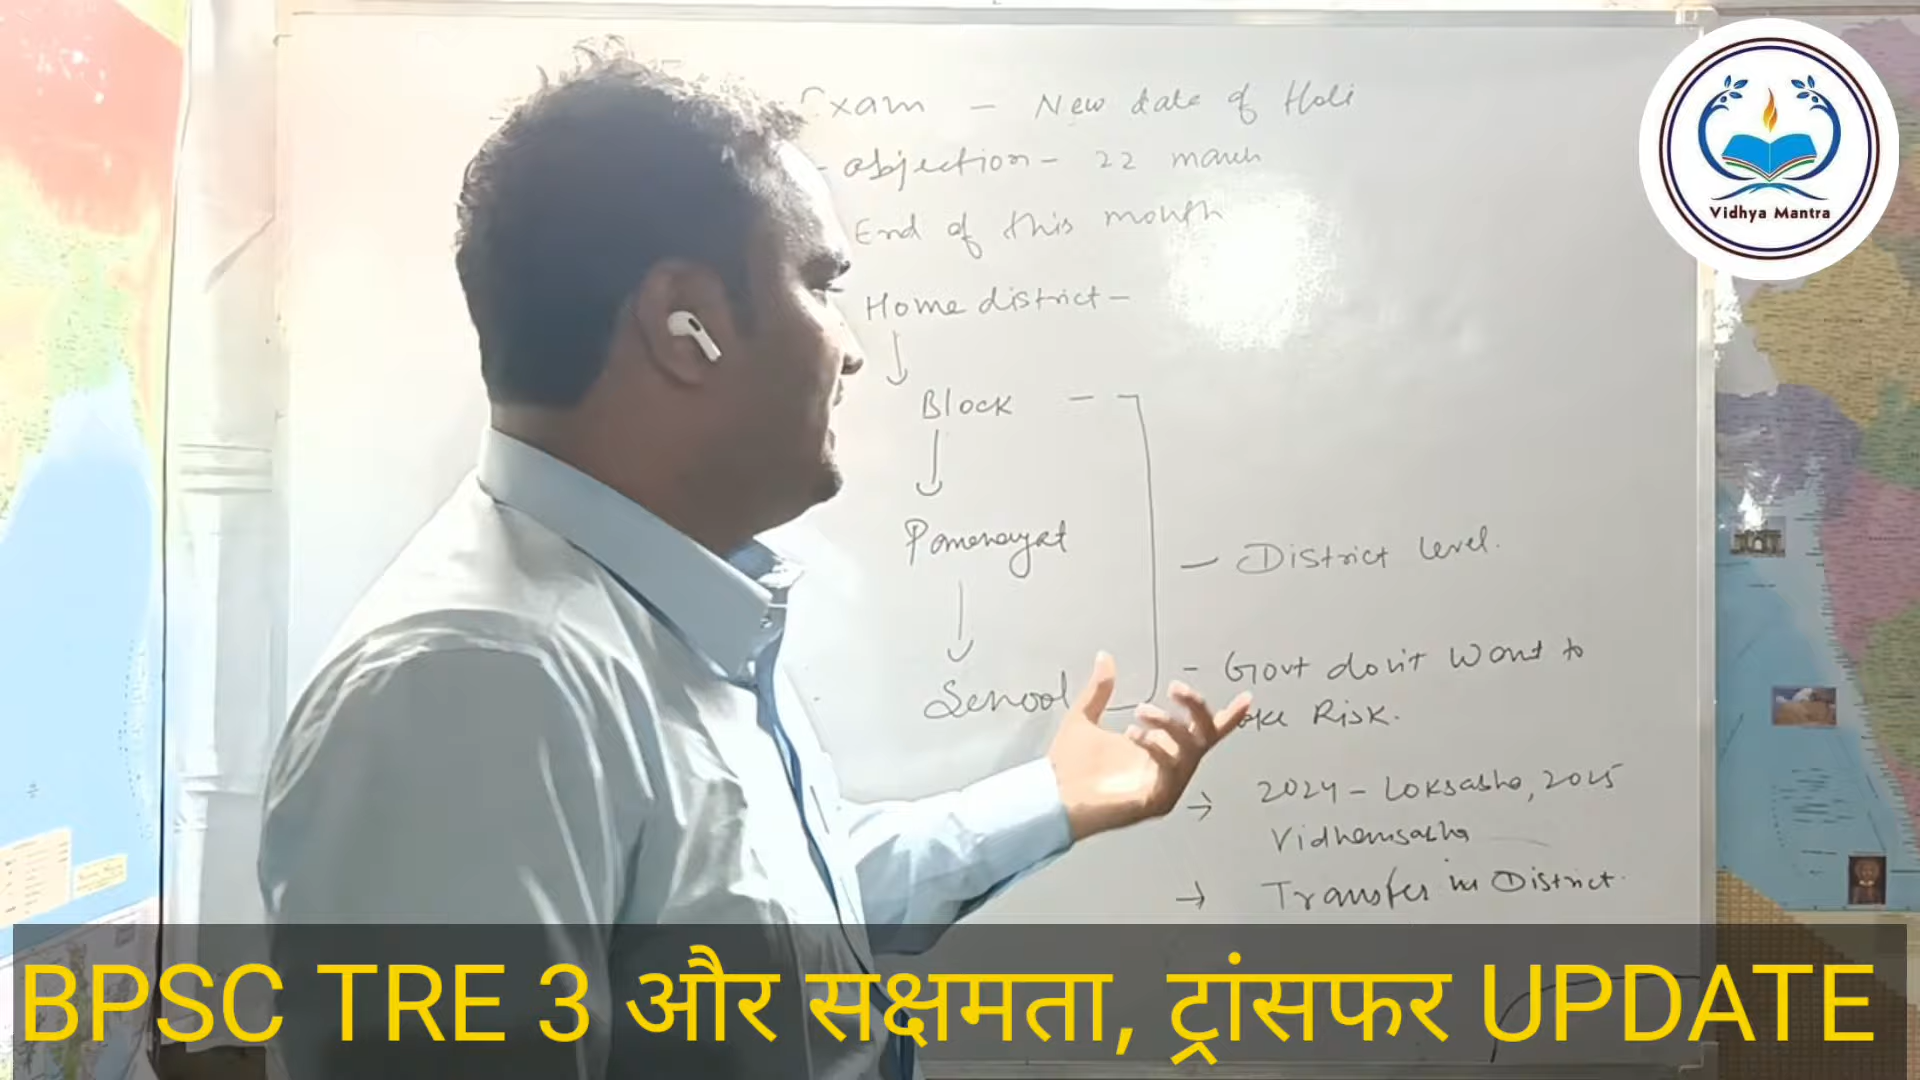 Exam - New date of Holi
- objection - 22 march
End of this month
Home district -
Block
Panchayat
School
- District level.
- Govt don't want to
take Risk.
→ 2024 - Loksabha, 2025
Vidhansabha
→ Transfer in District.
Vidhya Mantra
BPSC TRE 3 और सक्षमता, ट्रांसफर UPDATE